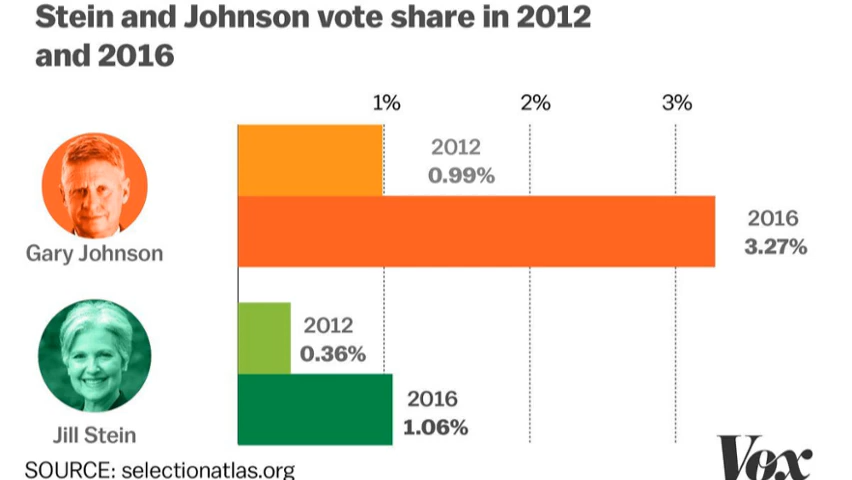 Stein and Johnson vote share in 2012
and 2016
1% 2% 3%
2012
0.99%
2016
3.27%
Gary Johnson
2012
0.36%
2016
1.06%
Jill Stein
SOURCE: selectionatlas.org
Vox